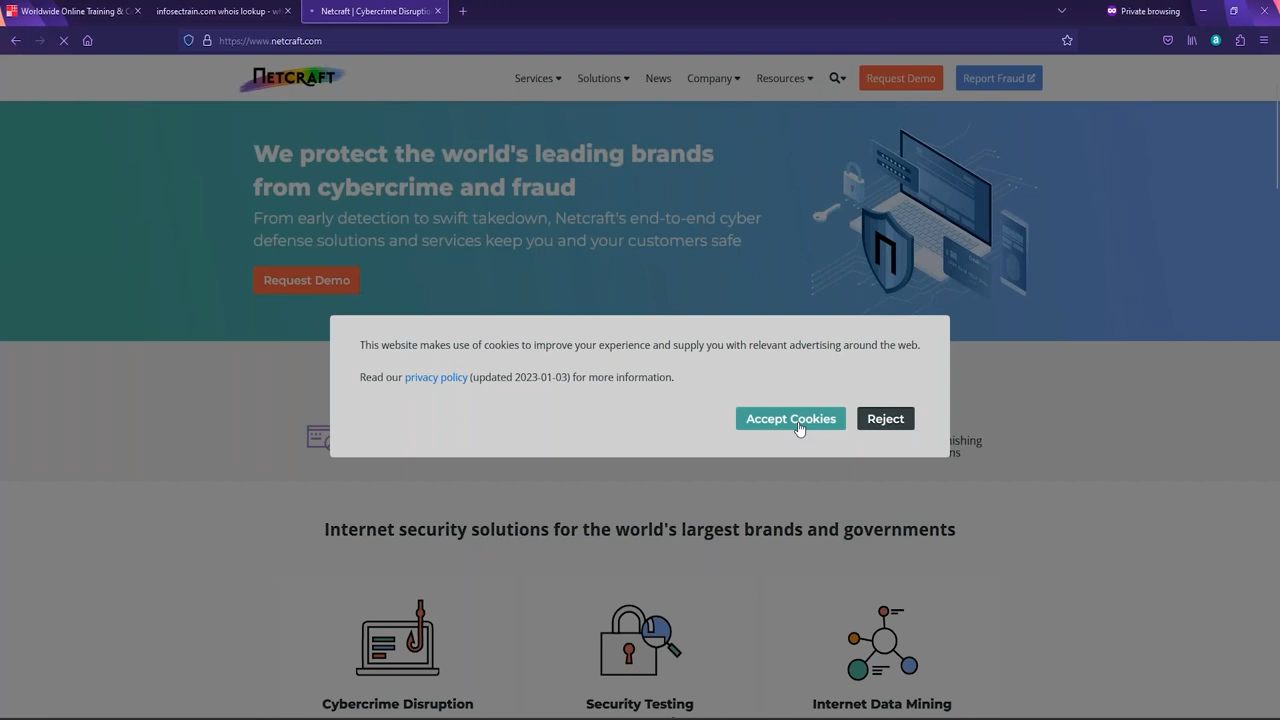 Worldwide Online Training & C
infosectrain.com whois lookup - wh
Netcraft | Cybercrime Disruptio
Private browsing
https://www.netcraft.com
NETCRAFT
Services
Solutions
News
Company
Resources
Request Demo
Report Fraud
We protect the world's leading brands
from cybercrime and fraud
From early detection to swift takedown, Netcraft's end-to-end cyber
defense solutions and services keep you and your customers safe
Request Demo
This website makes use of cookies to improve your experience and supply you with relevant advertising around the web.
Read our privacy policy (updated 2023-01-03) for more information.
Accept Cookies
Reject
Internet security solutions for the world's largest brands and governments
Cybercrime Disruption
Security Testing
Internet Data Mining